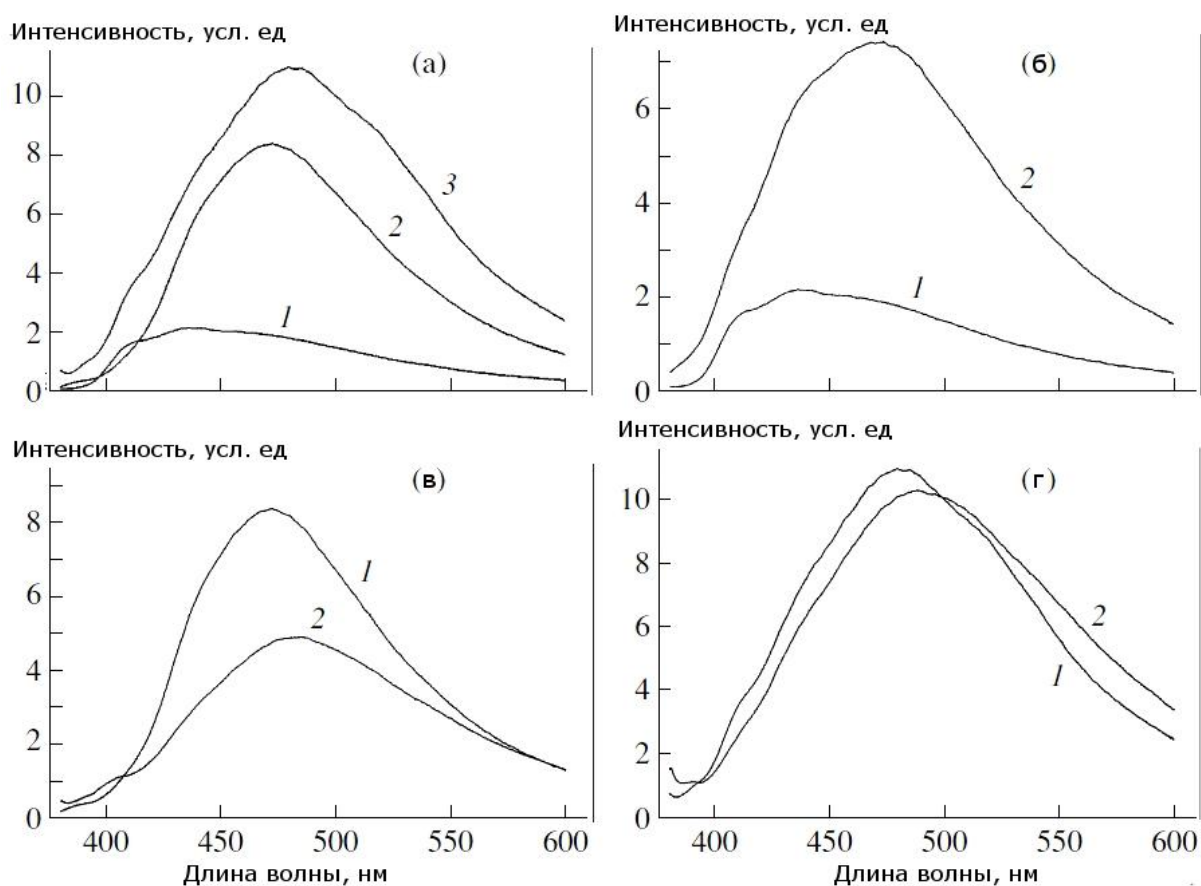 Интенсивность, усл. ед
(а)
10
8
6
4
2
0
3
2
1
Интенсивность, усл. ед
(б)
6
4
2
0
2
1
Интенсивность, усл. ед
(в)
8
6
4
2
0
1
2
400 450 500 550 600
Длина волны, нм
Интенсивность, усл. ед
(г)
10
8
6
4
2
0
2
1
400 450 500 550 600
Длина волны, нм